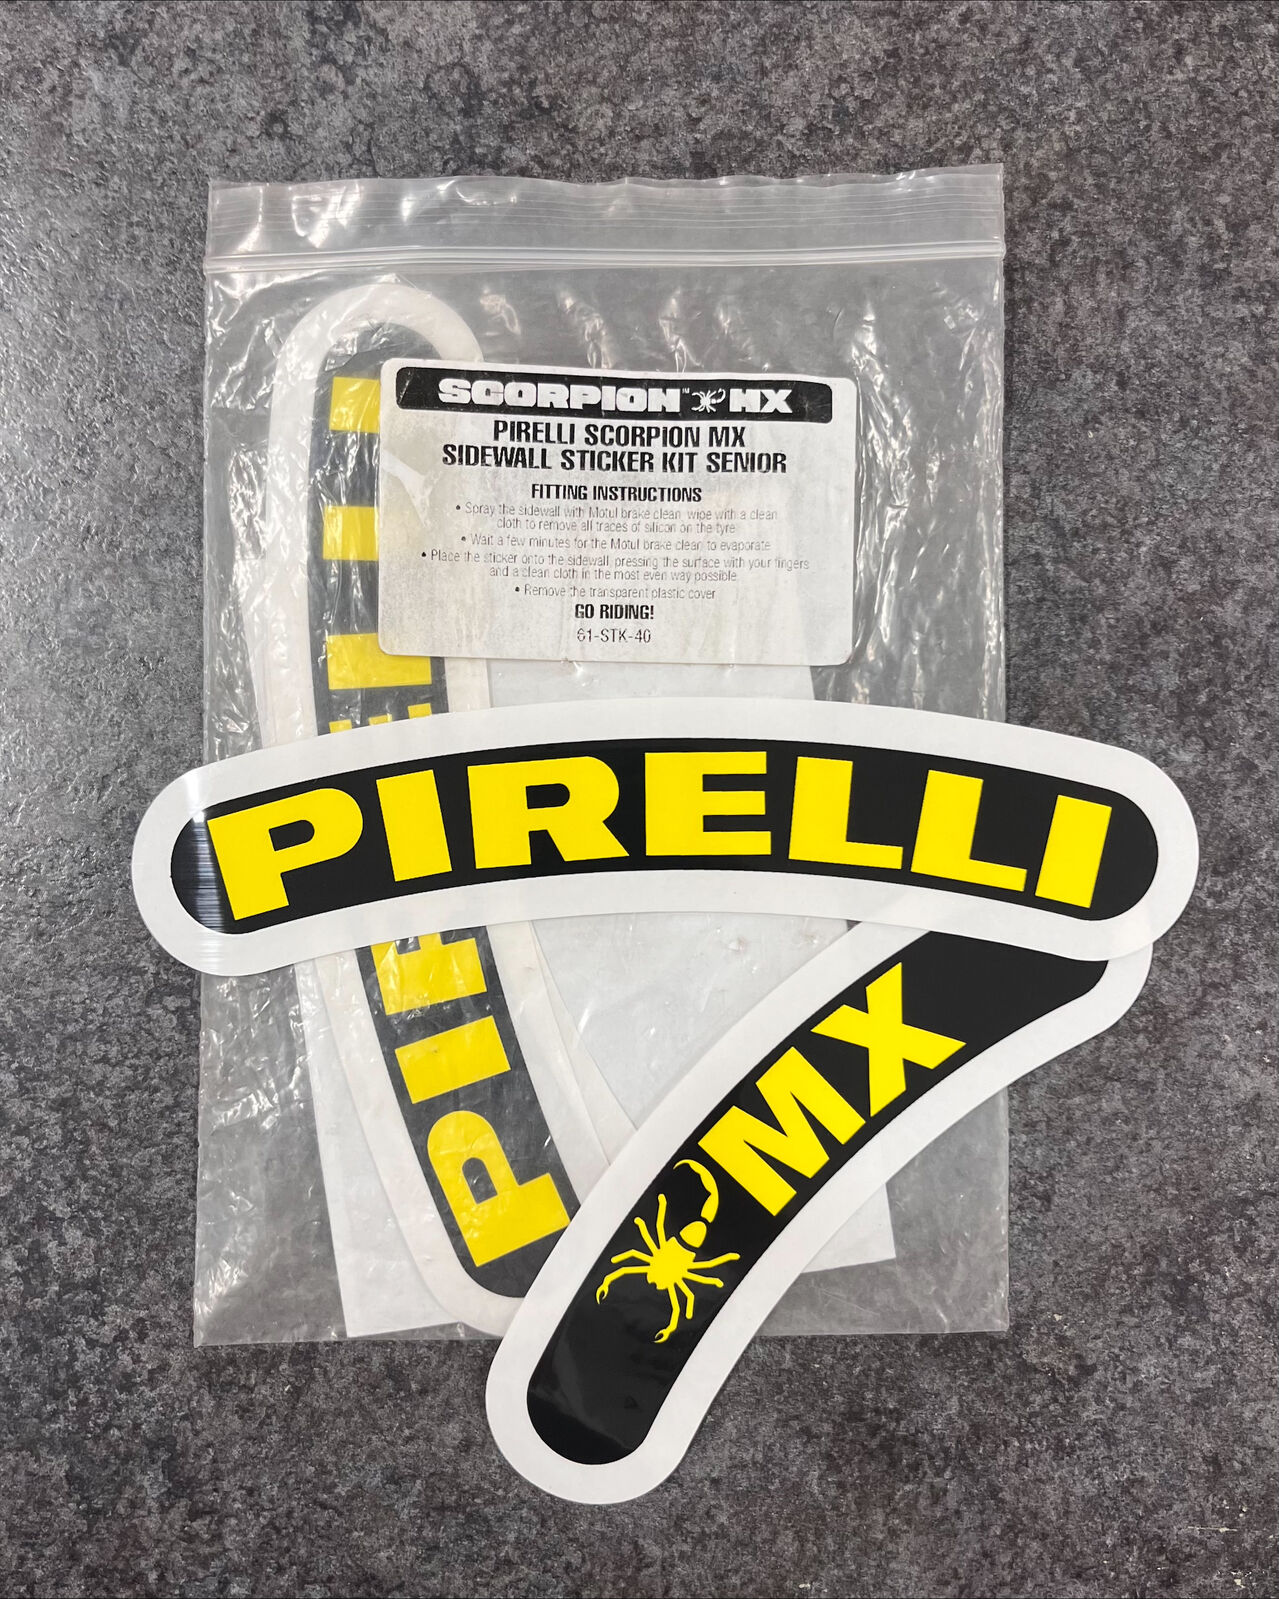 SCORPION™ MX
PIRELLI SCORPION MX
SIDEWALL STICKER KIT SENIOR
FITTING INSTRUCTIONS
• Spray the sidewall with Motul brake clean, wipe with a clean
cloth to remove all traces of silicon on the tyre
• Wait a few minutes for the Motul brake clean to evaporate
• Place the sticker onto the sidewall, pressing the surface with your fingers
and a clean cloth in the most even way possible.
• Remove the transparent plastic cover
GO RIDING!
61-STK-40
PIRELLI
PIRELLI
MX